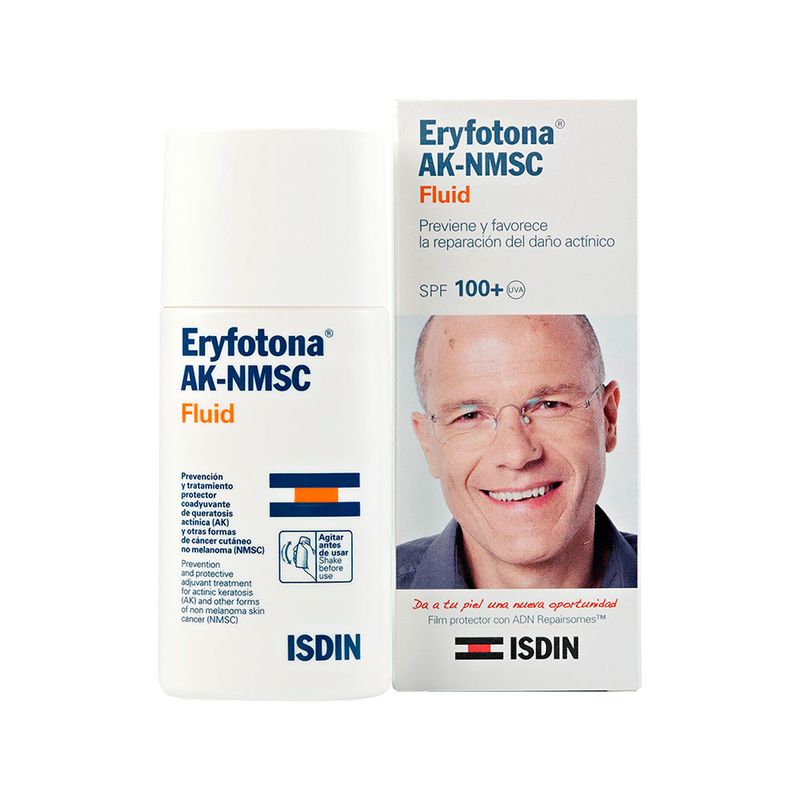 Eryfotona®
AK-NMSC
Fluid
Prevención
y tratamiento
protector
coadyuvante
de queratosis
actínica (AK)
y otras formas
de cáncer cutáneo
no melanoma (NMSC)
Prevention
and protective
adjuvant treatment
for actinic keratosis
(AK) and other forms
of non melanoma skin
cancer (NMSC)
Agitar
antes
de usar
Shake
before
use
ISDIN
Eryfotona®
AK-NMSC
Fluid
Previene y favorece
la reparación del daño actínico
SPF 100+ UVA
Da a tu piel una nueva oportunidad
Film protector con ADN Repairsomes™
ISDIN